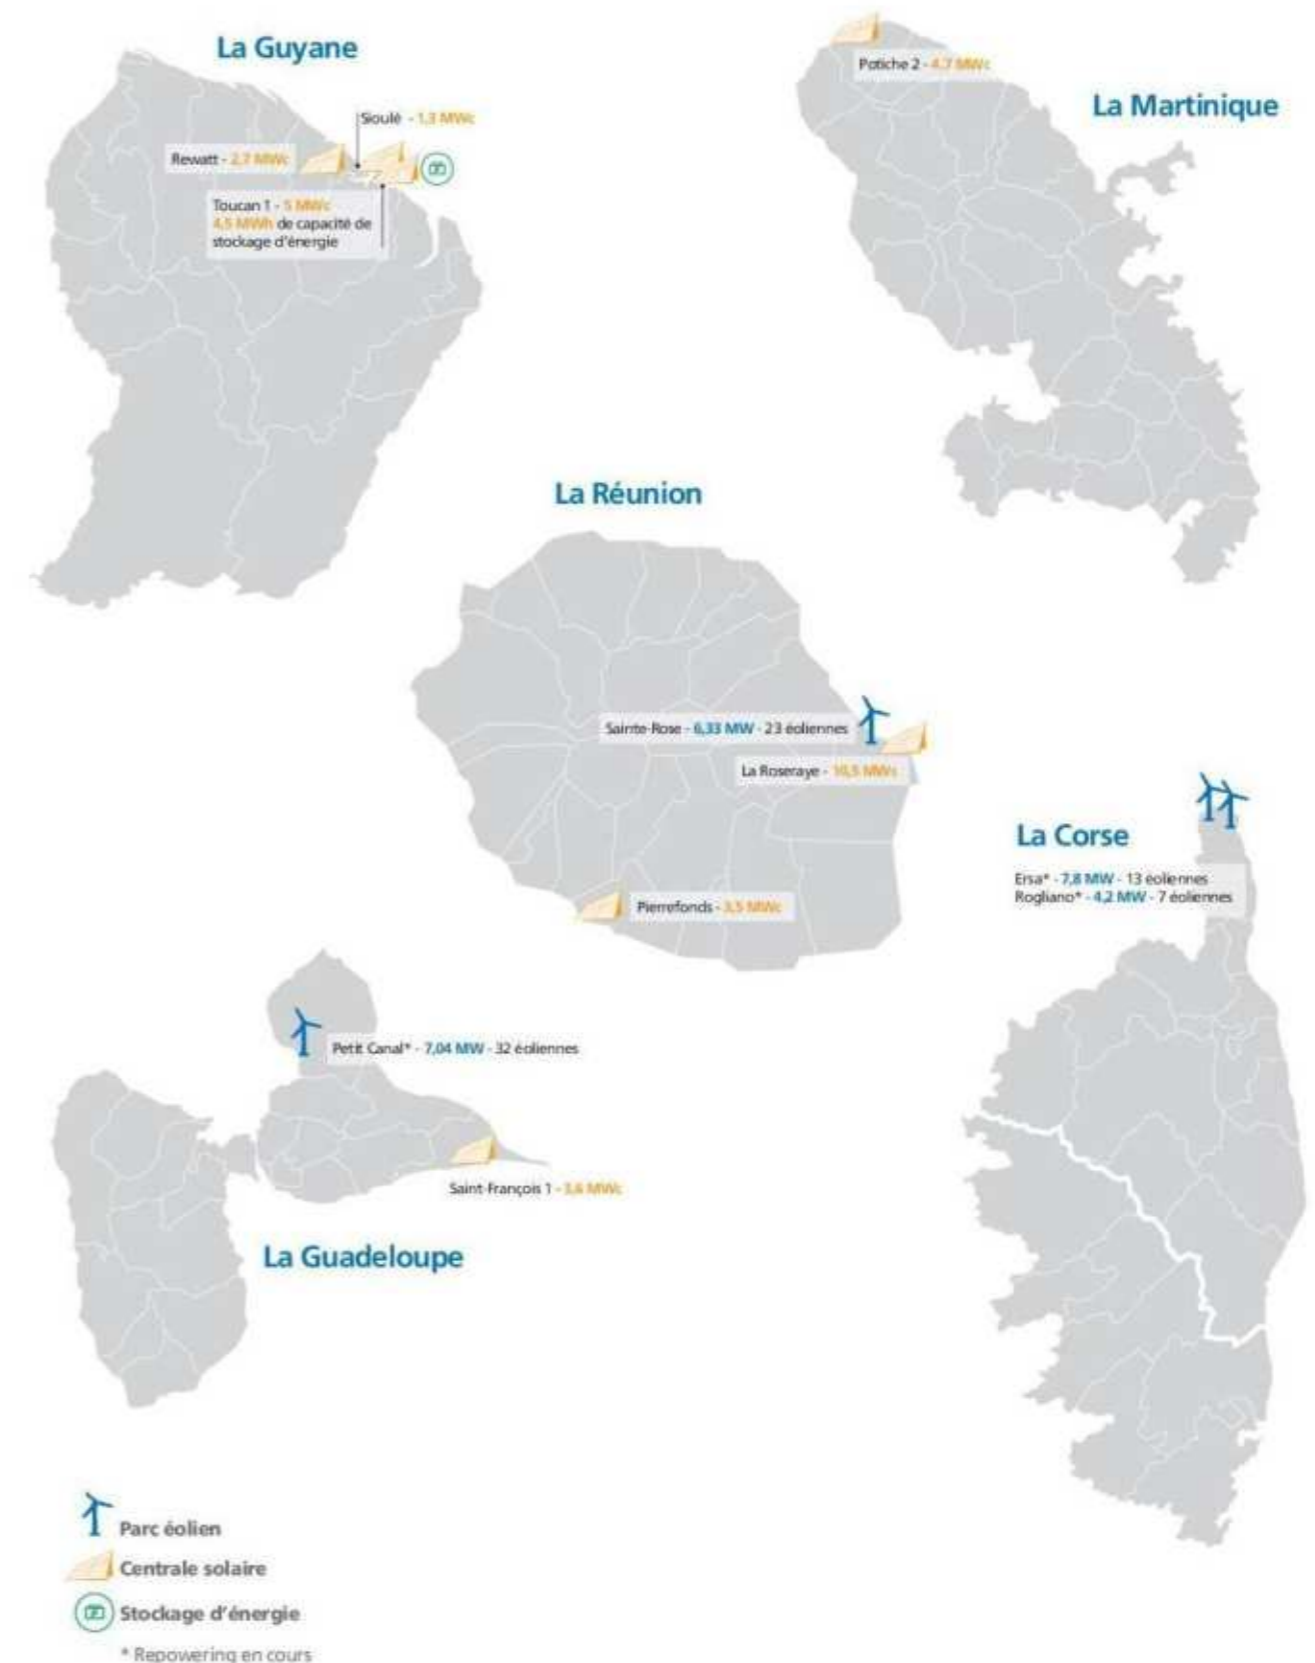 La Guyane
Sioulé - 1,3 MWc
Rewatt - 2,7 MWc
Toucan 1 - 5 MWc
4,5 MWh de capacité de
stockage d'énergie
Potiche 2 - 4,7 MWc
La Martinique
La Réunion
Sainte-Rose - 6,33 MW - 23 éoliennes
La Roseraye - 10,5 MWc
Pierrefonds - 3,5 MWc
La Corse
Ersa* - 7,8 MW - 13 éoliennes
Rogliano* - 4,2 MW - 7 éoliennes
Petit Canal* - 7,04 MW - 32 éoliennes
Saint-François 1 - 3,6 MWc
La Guadeloupe
Parc éolien
Centrale solaire
Stockage d'énergie
* Repowering en cours